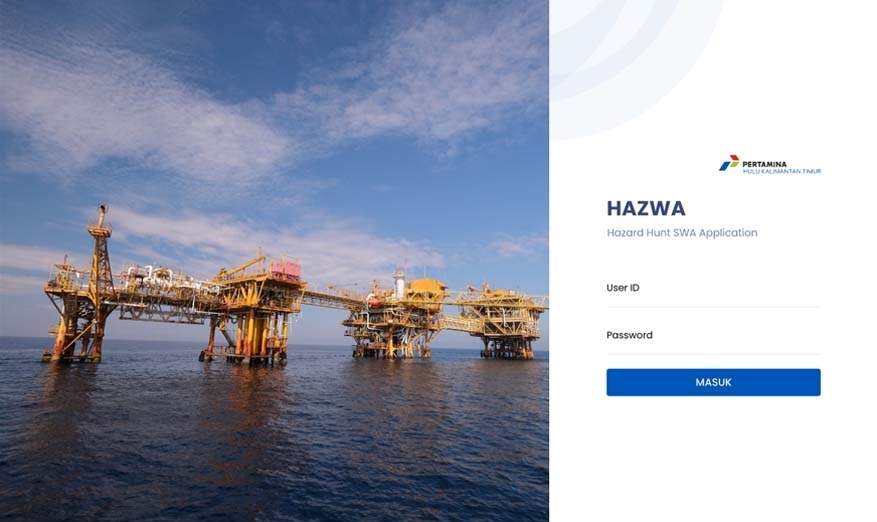 PERTAMINA
HULU KALIMANTAN TIMUR
HAZWA
Hazard Hunt SWA Application
User ID
Password
MASUK